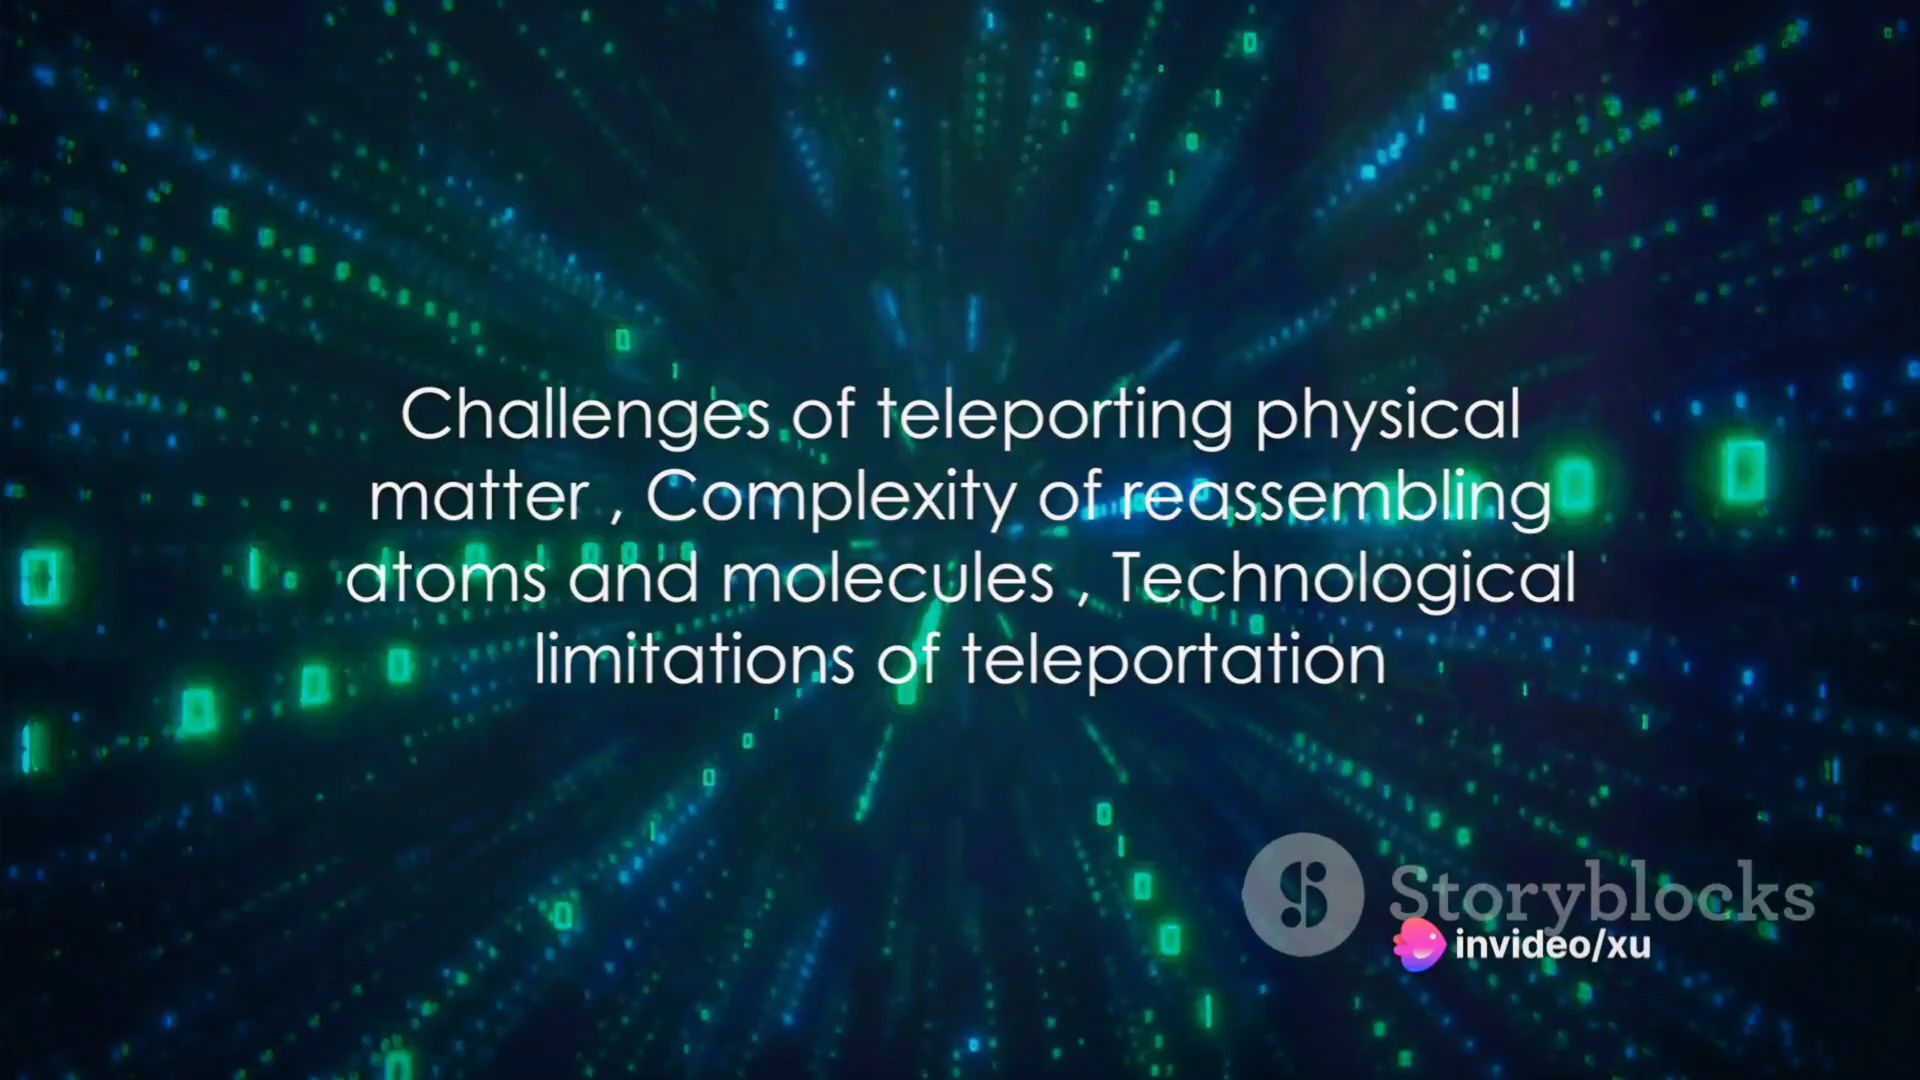 Challenges of teleporting physical
matter , Complexity of reassembling
atoms and molecules , Technological
limitations of teleportation
Storyblocks
invideo/xu